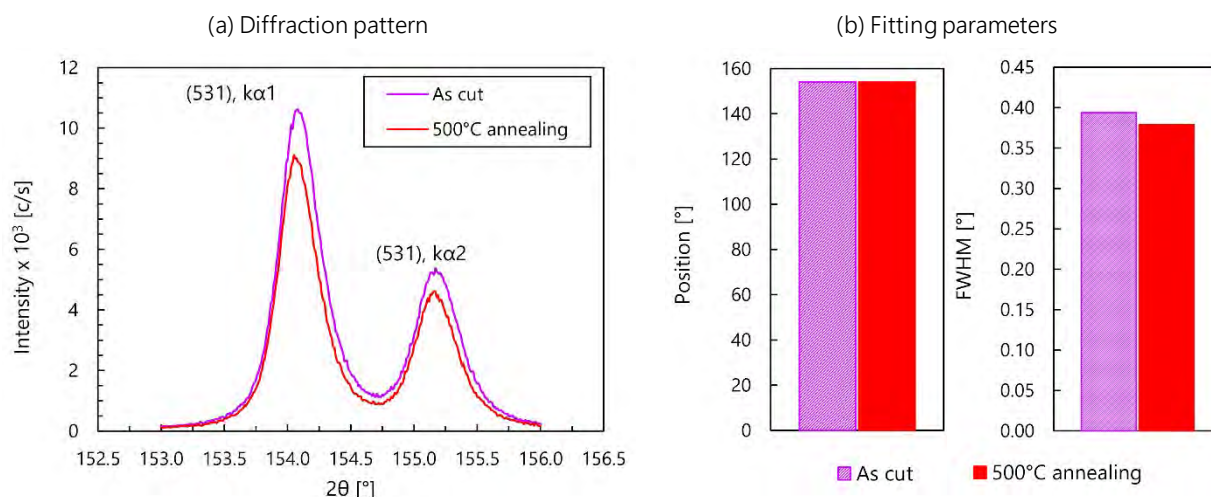 (a) Diffraction pattern
Intensity x 10³ [c/s]
12
10
8
6
4
2
0
(531), kα1
As cut
500°C annealing
(531), kα2
152.5 153.0 153.5 154.0 154.5 155.0 155.5 156.0 156.5
2θ [°]
(b) Fitting parameters
Position [°]
160
140
120
100
80
60
40
20
0
FWHM [°]
0.45
0.40
0.35
0.30
0.25
0.20
0.15
0.10
0.05
0.00
As cut 500°C annealing